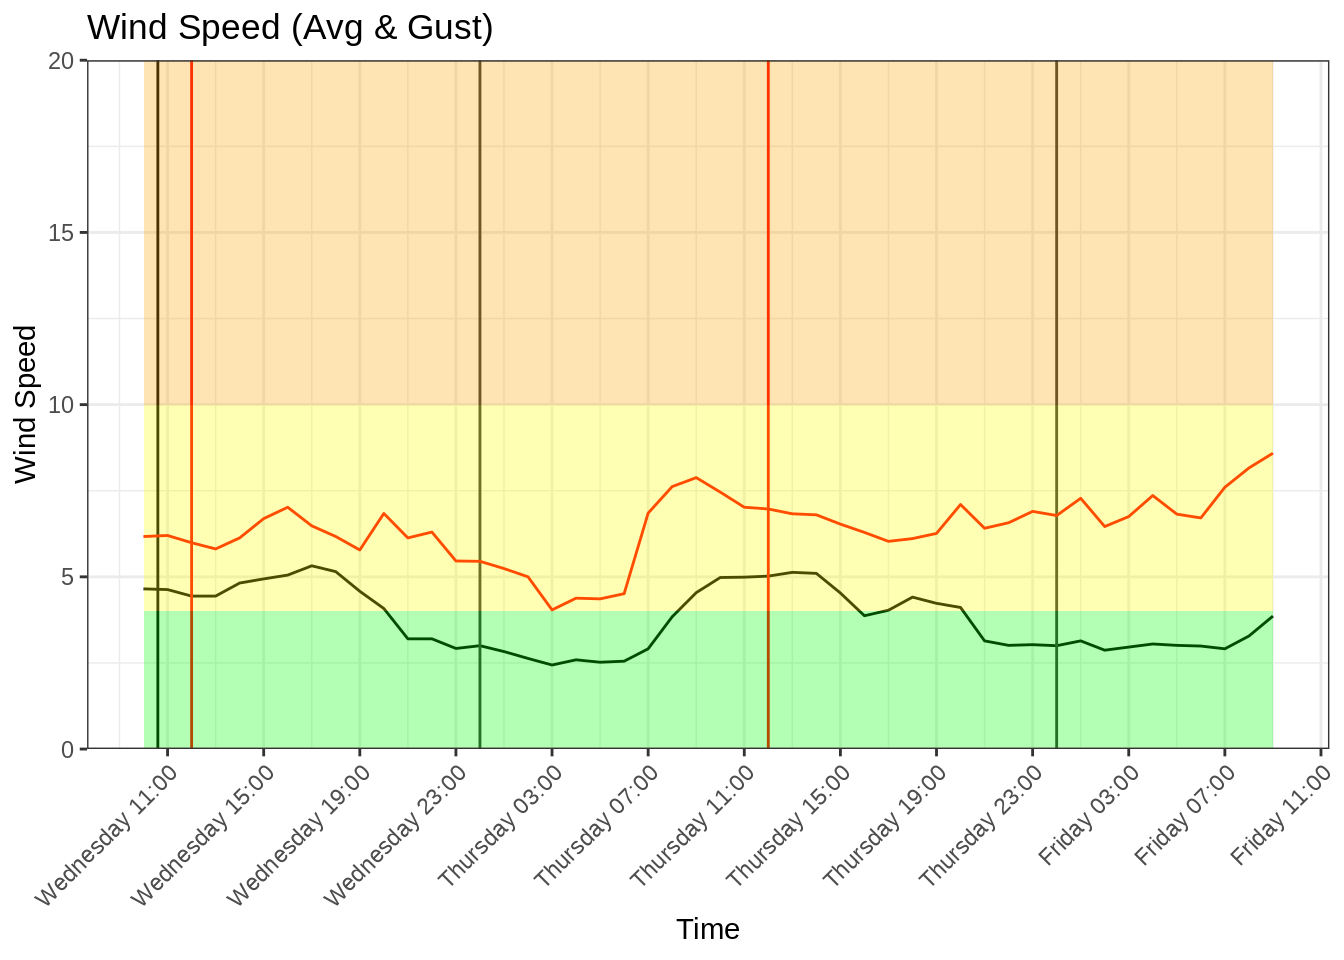 Wind Speed (Avg & Gust)
20
15
10
5
0
Wind Speed
Wednesday 11:00
Wednesday 15:00
Wednesday 19:00
Wednesday 23:00
Thursday 03:00
Thursday 07:00
Thursday 11:00
Thursday 15:00
Thursday 19:00
Thursday 23:00
Friday 03:00
Friday 07:00
Friday 11:00
Time